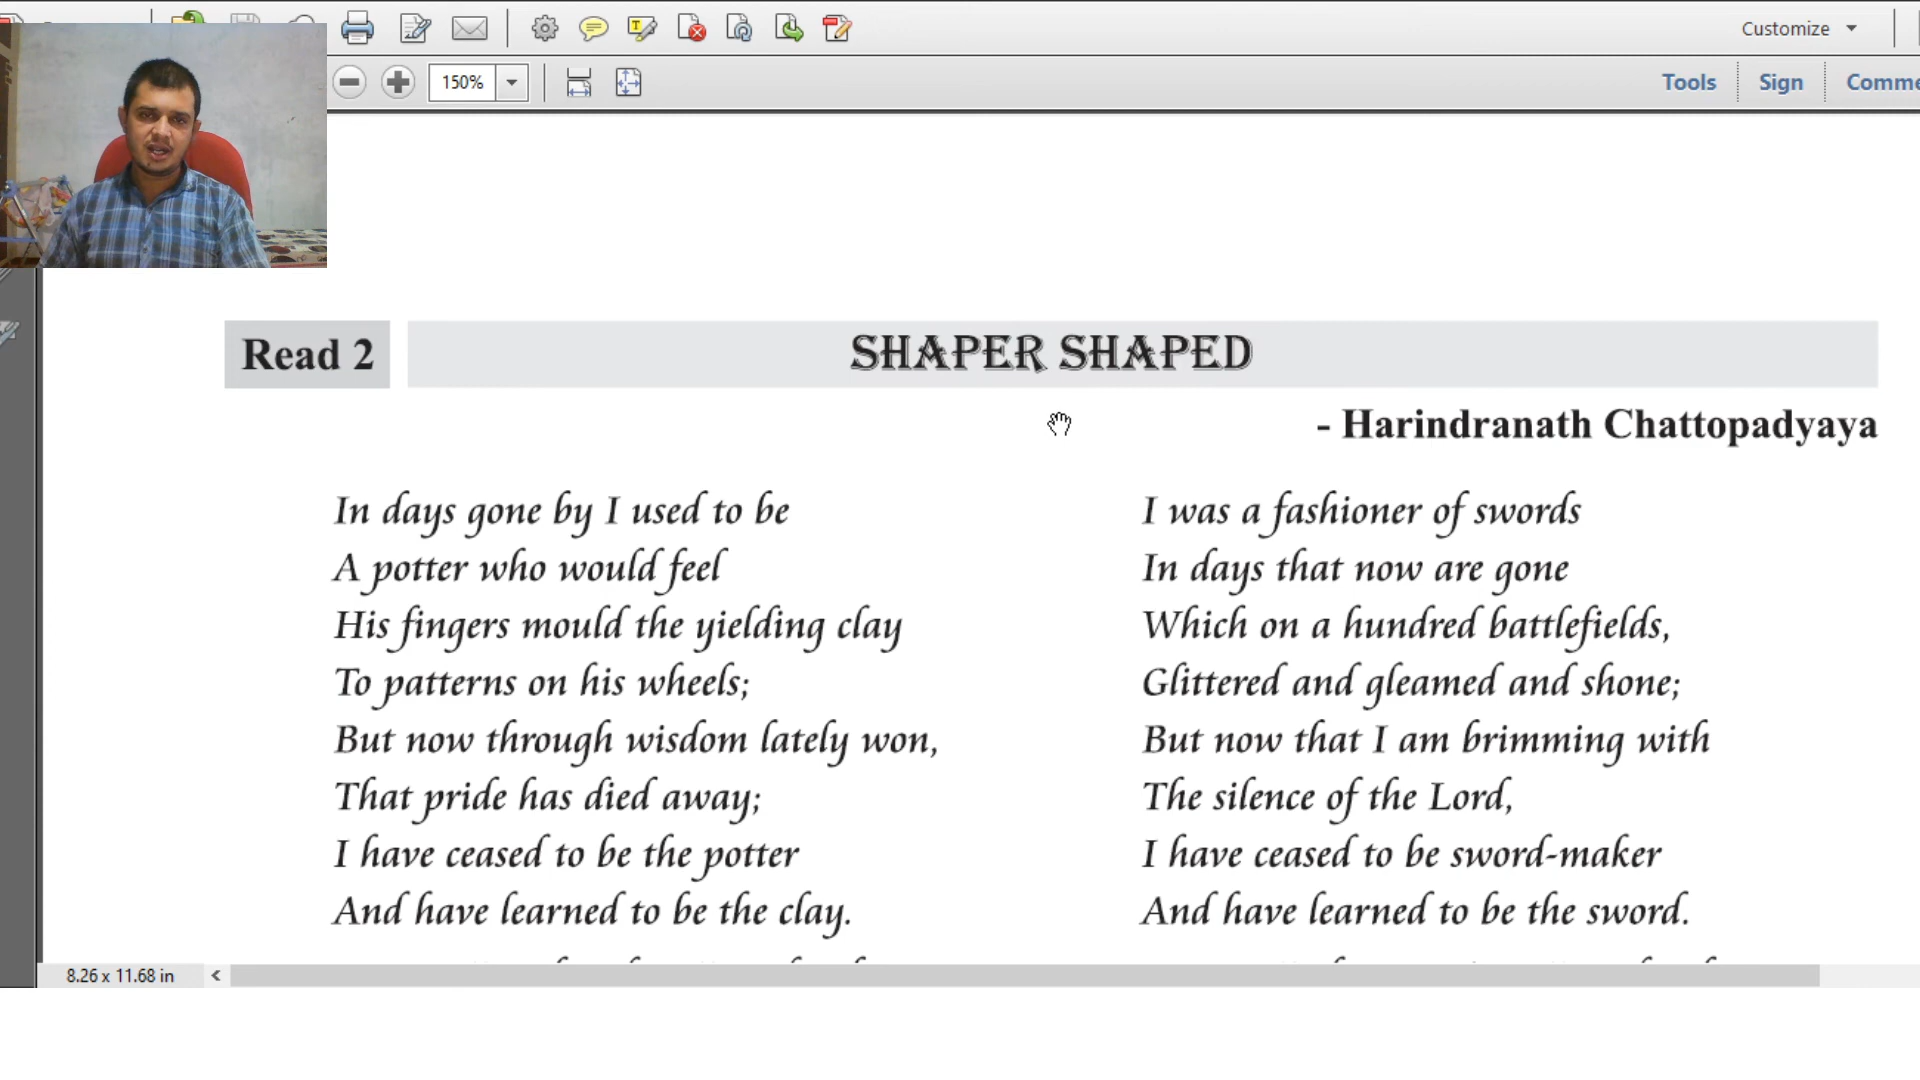 Customize
150%
Tools
Sign
Comme
Read 2
SHAPER SHAPED
- Harindranath Chattopadyaya
In days gone by I used to be
A potter who would feel
His fingers mould the yielding clay
To patterns on his wheels;
But now through wisdom lately won,
That pride has died away;
I have ceased to be the potter
And have learned to be the clay.
I was a fashioner of swords
In days that now are gone
Which on a hundred battlefields,
Glittered and gleamed and shone;
But now that I am brimming with
The silence of the Lord,
I have ceased to be sword-maker
And have learned to be the sword.
8.26 x 11.68 in